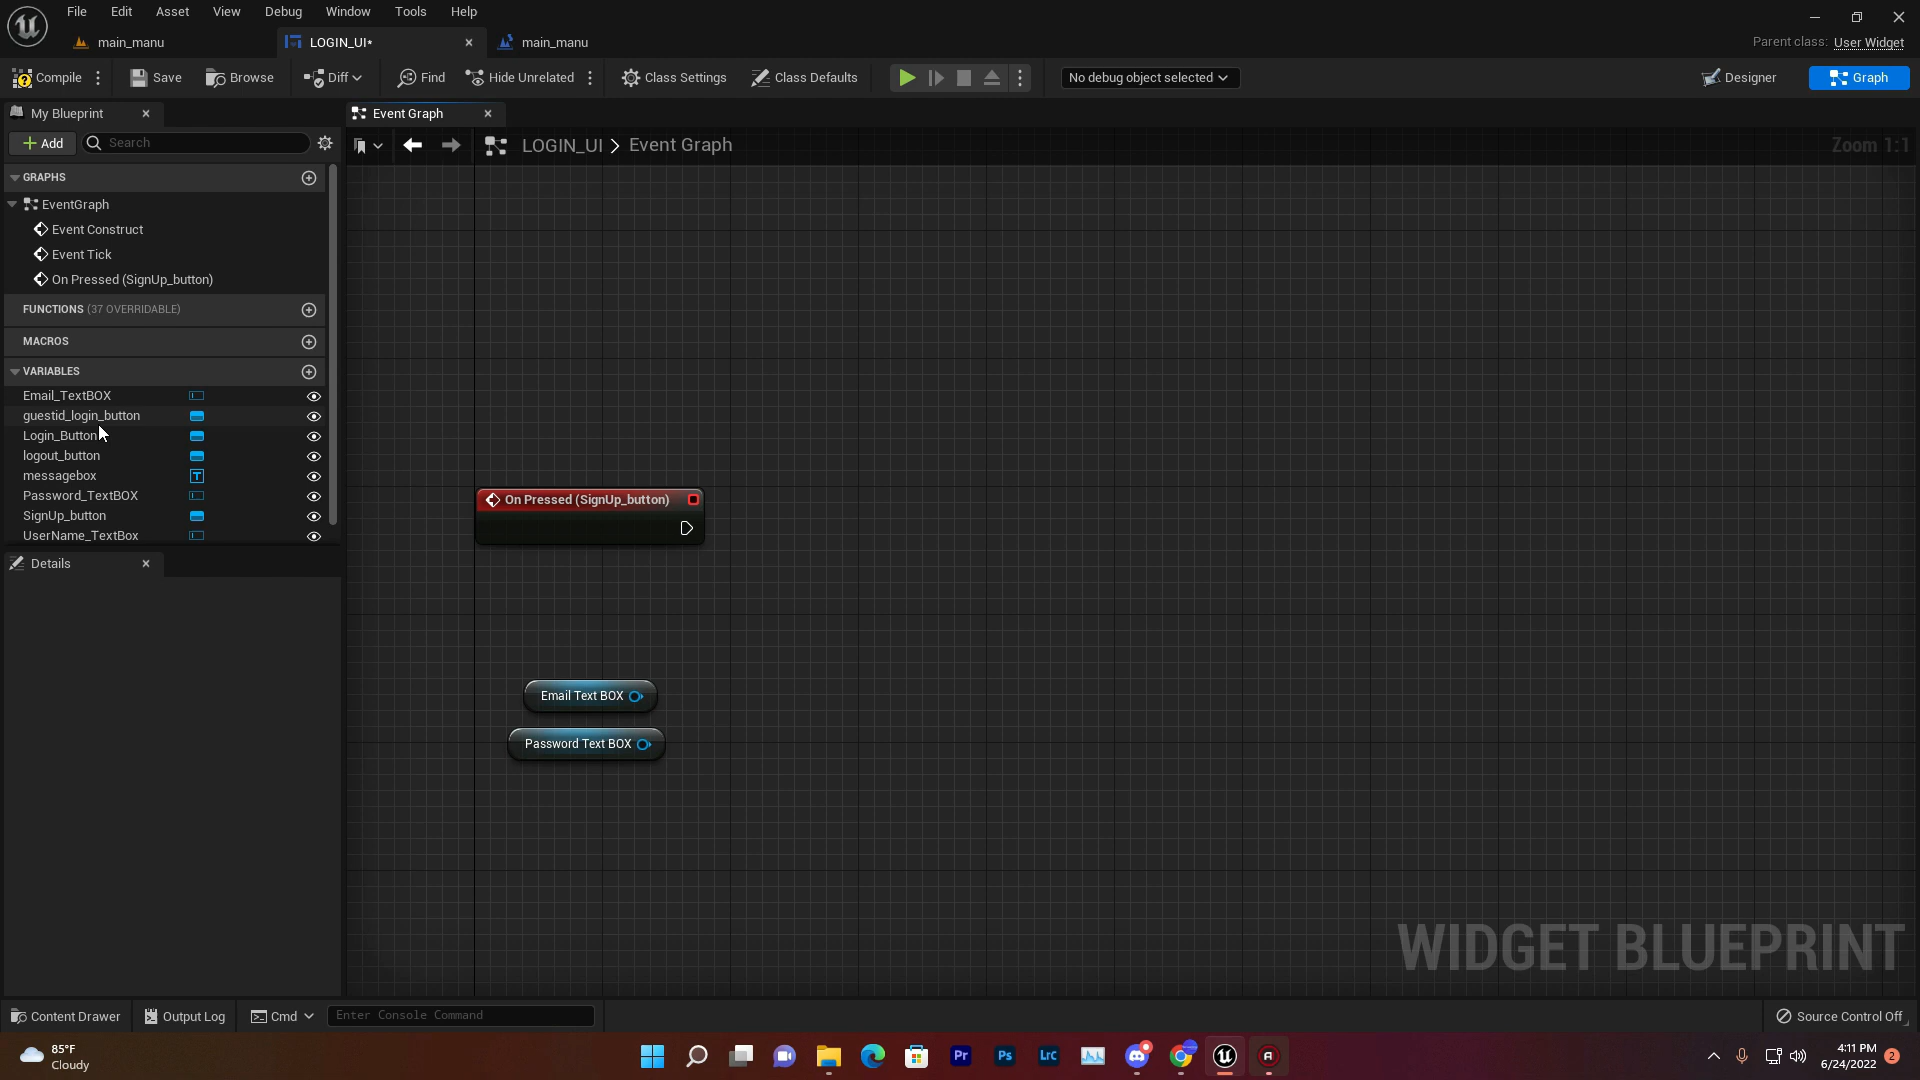 File Edit Asset View Debug Window Tools Help
main_manu LOGIN_UI* main_manu
Parent class: User Widget
Compile Save Browse Diff Find Hide Unrelated Class Settings Class Defaults No debug object selected Designer Graph
My Blueprint Event Graph
Add Search
LOGIN_UI > Event Graph Zoom 1:1
GRAPHS
EventGraph
Event Construct
Event Tick
On Pressed (SignUp_button)
FUNCTIONS (37 OVERRIDABLE)
MACROS
VARIABLES
Email_TextBOX
guestid_login_button
Login_Button
logout_button
messagebox
Password_TextBOX
SignUp_button
UserName_TextBox
Details
On Pressed (SignUp_button)
Email Text BOX
Password Text BOX
WIDGET BLUEPRINT
Content Drawer Output Log Cmd Enter Console Command Source Control Off
85°F
Cloudy
Pr Ps Lrc
4:11 PM
6/24/2022 2